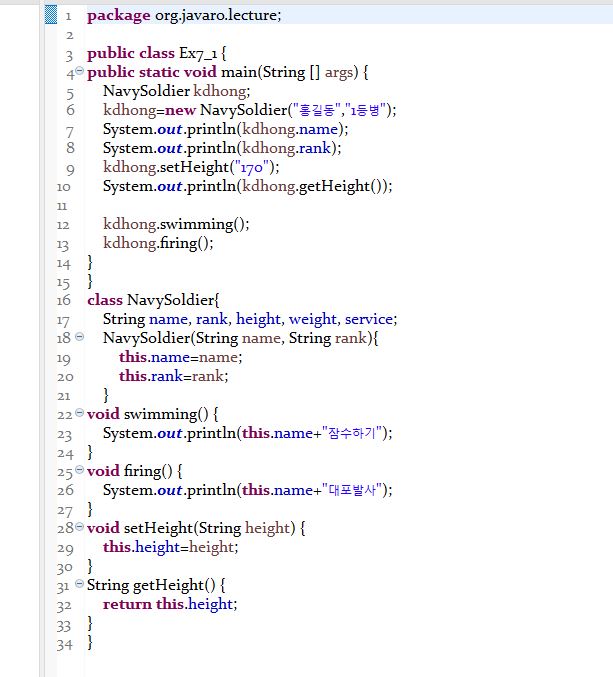 1 package org.javaro.lecture;
2
3 public class Ex7_1 {
4 public static void main(String [] args) {
5 NavySoldier kdhong;
6 kdhong=new NavySoldier("홍길동","1등병");
7 System.out.println(kdhong.name);
8 System.out.println(kdhong.rank);
9 kdhong.setHeight("170");
10 System.out.println(kdhong.getHeight());
11
12 kdhong.swimming();
13 kdhong.firing();
14 }
15 }
16 class NavySoldier{
17 String name, rank, height, weight, service;
18 NavySoldier(String name, String rank){
19 this.name=name;
20 this.rank=rank;
21 }
22 void swimming() {
23 System.out.println(this.name+"잠수하기");
24 }
25 void firing() {
26 System.out.println(this.name+"대포발사");
27 }
28 void setHeight(String height) {
29 this.height=height;
30 }
31 String getHeight() {
32 return this.height;
33 }
34 }